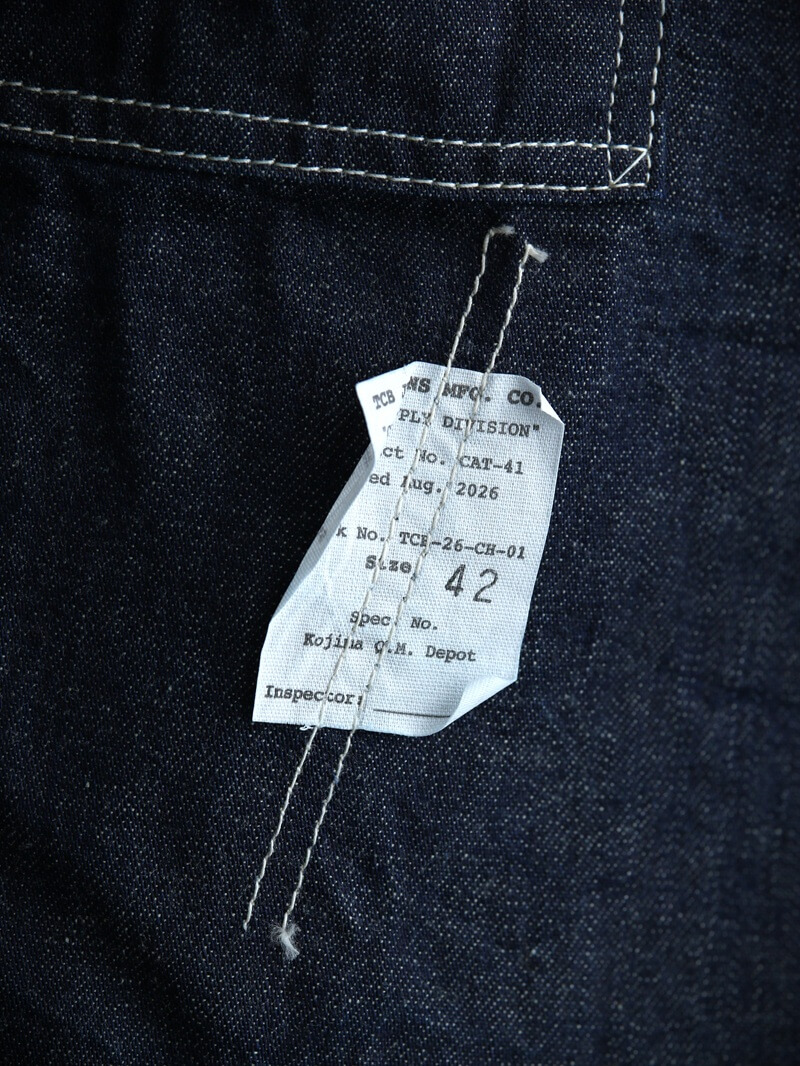 TCB NS MFG. CO.
PLY DIVISION"
ct No. CAT-41
ed Aug. 2026
k No. TCB-26-CH-01
Size 42
Spec. No.
Kojima Q.M. Depot
Inspector: